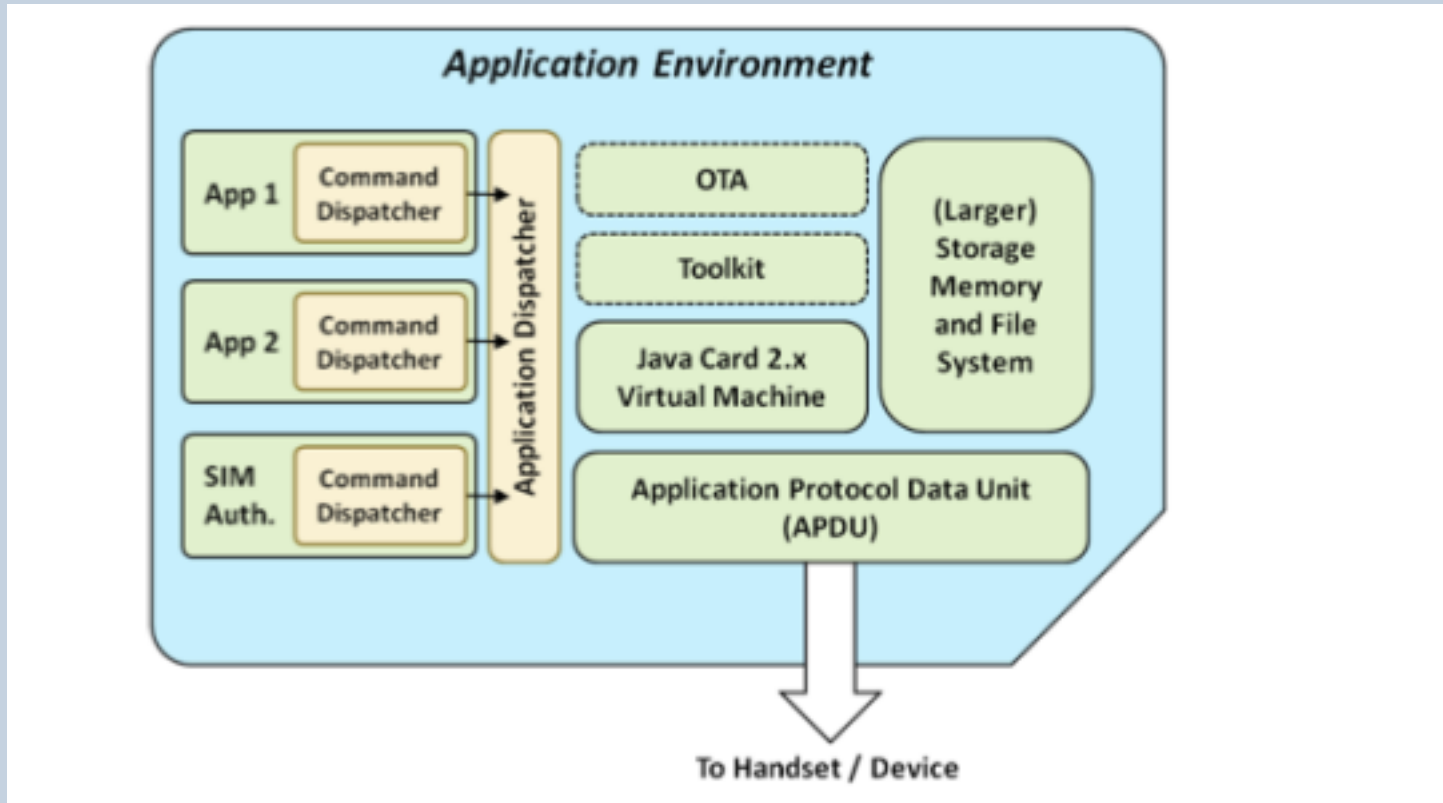 Application Environment
App 1
Command
Dispatcher
App 2
Command
Dispatcher
SIM
Auth.
Command
Dispatcher
Application Dispatcher
OTA
Toolkit
Java Card 2.x
Virtual Machine
(Larger)
Storage
Memory
and File
System
Application Protocol Data Unit
(APDU)
To Handset / Device